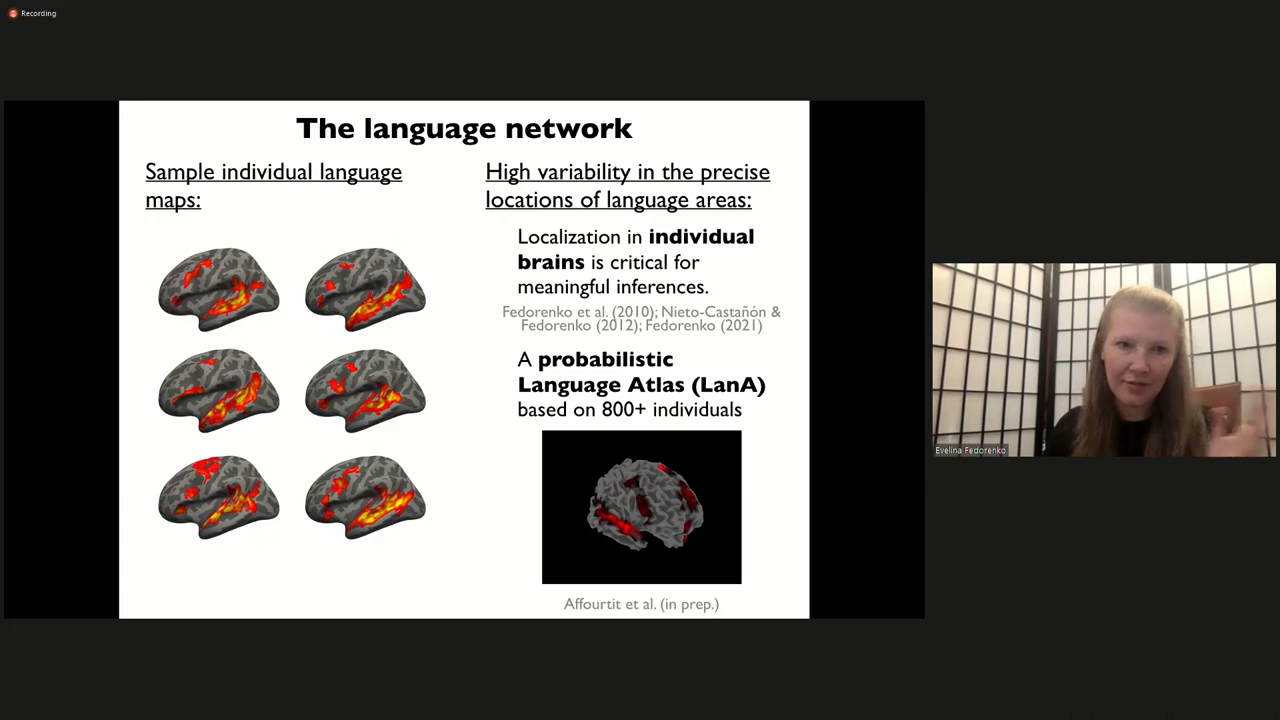 Recording
The language network
Sample individual language
maps:
High variability in the precise
locations of language areas:
Localization in individual
brains is critical for
meaningful inferences.
Fedorenko et al. (2010); Nieto-Castañón &
Fedorenko (2012); Fedorenko (2021)
A probabilistic
Language Atlas (LanA)
based on 800+ individuals
Affourtit et al. (in prep.)
Evelina Fedorenko